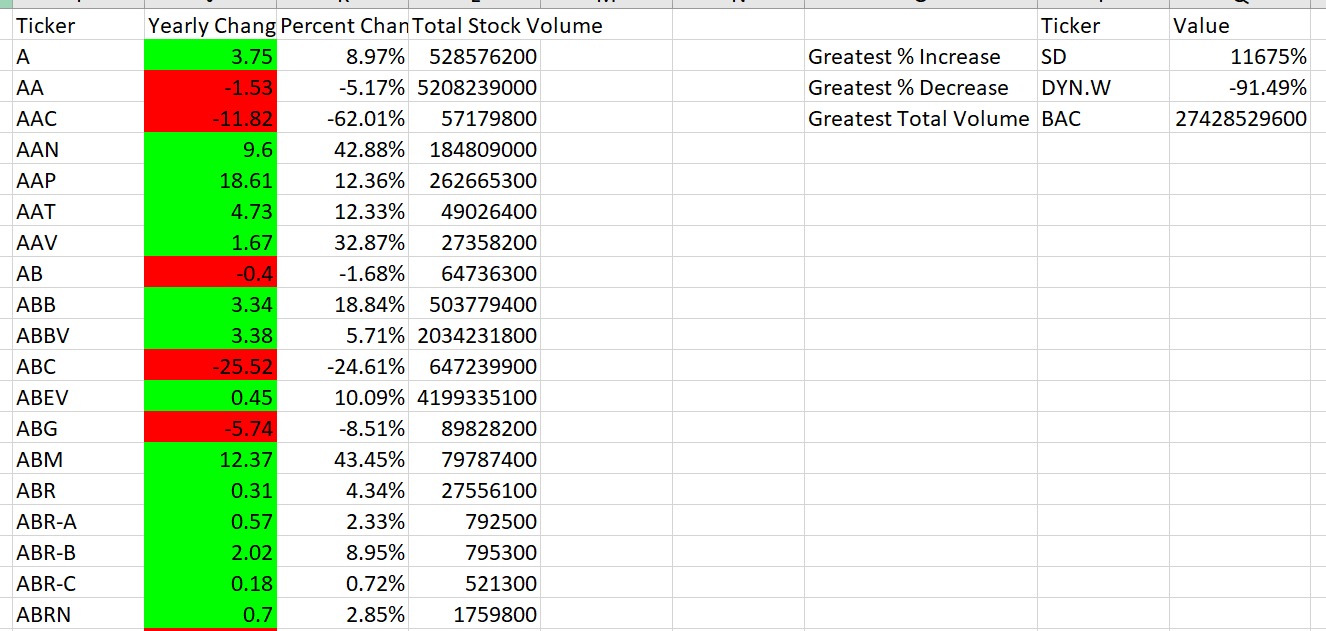 Ticker Yearly Chang Percent Chan Total Stock Volume Ticker Value
A 3.75 8.97% 528576200 Greatest % Increase SD 11675%
AA -1.53 -5.17% 5208239000 Greatest % Decrease DYN.W -91.49%
AAC -11.82 -62.01% 57179800 Greatest Total Volume BAC 27428529600
AAN 9.6 42.88% 184809000
AAP 18.61 12.36% 262665300
AAT 4.73 12.33% 49026400
AAV 1.67 32.87% 27358200
AB -0.4 -1.68% 64736300
ABB 3.34 18.84% 503779400
ABBV 3.38 5.71% 2034231800
ABC -25.52 -24.61% 647239900
ABEV 0.45 10.09% 4199335100
ABG -5.74 -8.51% 89828200
ABM 12.37 43.45% 79787400
ABR 0.31 4.34% 27556100
ABR-A 0.57 2.33% 792500
ABR-B 2.02 8.95% 795300
ABR-C 0.18 0.72% 521300
ABRN 0.7 2.85% 1759800